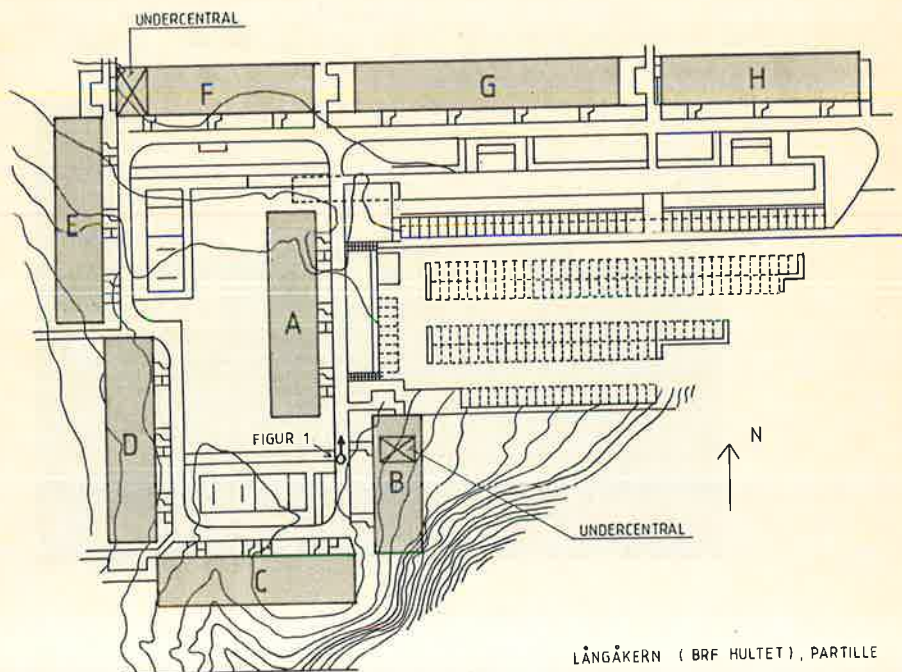 UNDERCENTRAL
F
G
H
E
A
D
FIGUR 1
B
N
UNDERCENTRAL
C
LÅNGÅKERN (BRF HULTET), PARTILLE